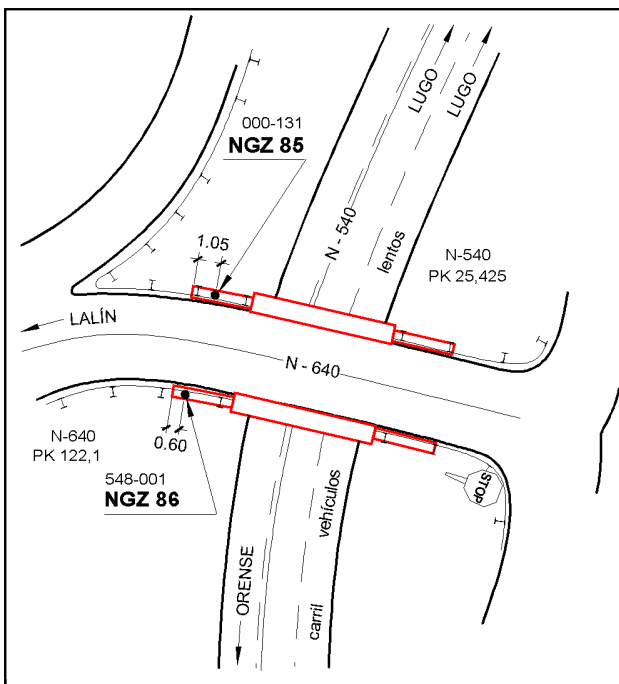 LUGO
LUGO
000-131
NGZ 85
1.05
N - 540
lentos
N-540
PK 25,425
LALÍN
N - 640
N-640
PK 122,1
0.60
548-001
NGZ 86
STOP
vehículos
ORENSE
carril